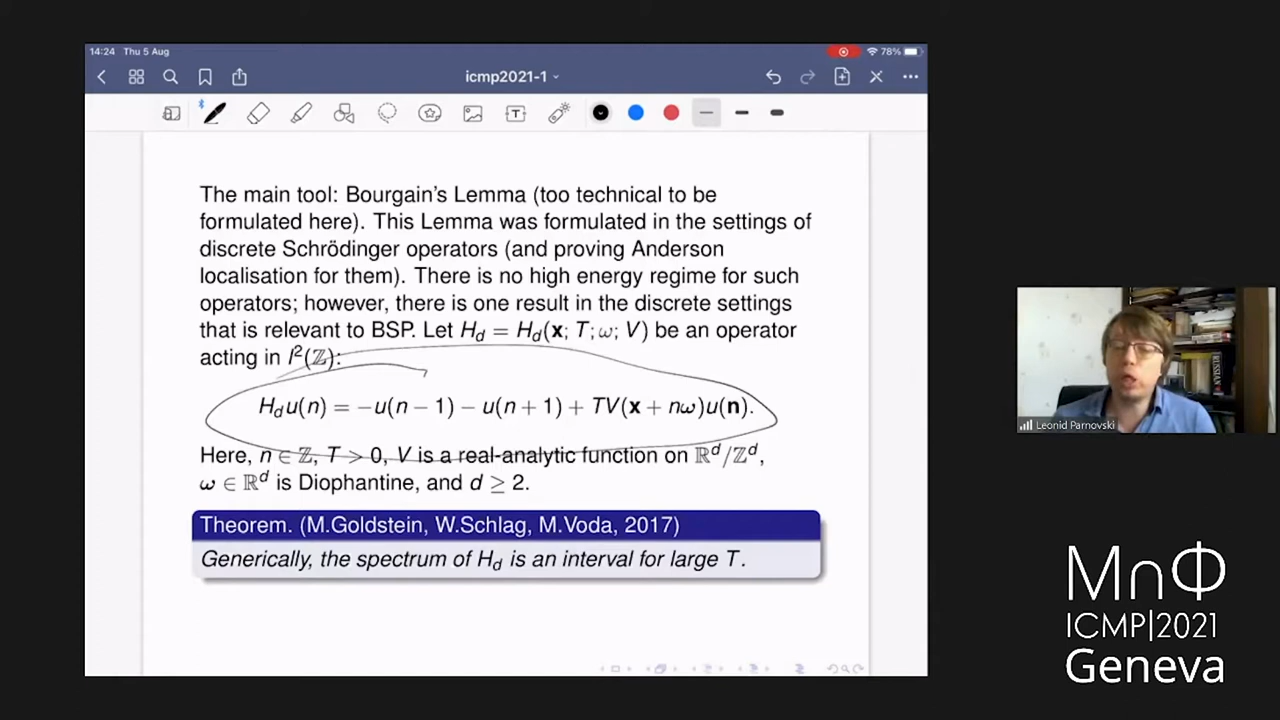 14:24 Thu 5 Aug
78%
icmp2021-1
T
The main tool: Bourgain's Lemma (too technical to be
formulated here). This Lemma was formulated in the settings of
discrete Schrödinger operators (and proving Anderson
localisation for them). There is no high energy regime for such
operators; however, there is one result in the discrete settings
that is relevant to BSP. Let H_d = H_d(x; T; ω; V) be an operator
acting in l²(ℤ):
H_d u(n) = −u(n − 1) − u(n + 1) + TV(x + nω)u(n).
Here, n ∈ ℤ, T > 0, V is a real-analytic function on ℝ^d/ℤ^d,
ω ∈ ℝ^d is Diophantine, and d ≥ 2.
Theorem. (M.Goldstein, W.Schlag, M.Voda, 2017)
Generically, the spectrum of H_d is an interval for large T.
Leonid Parnovski
RUSSIAN
MnΦ
ICMP|2021
Geneva